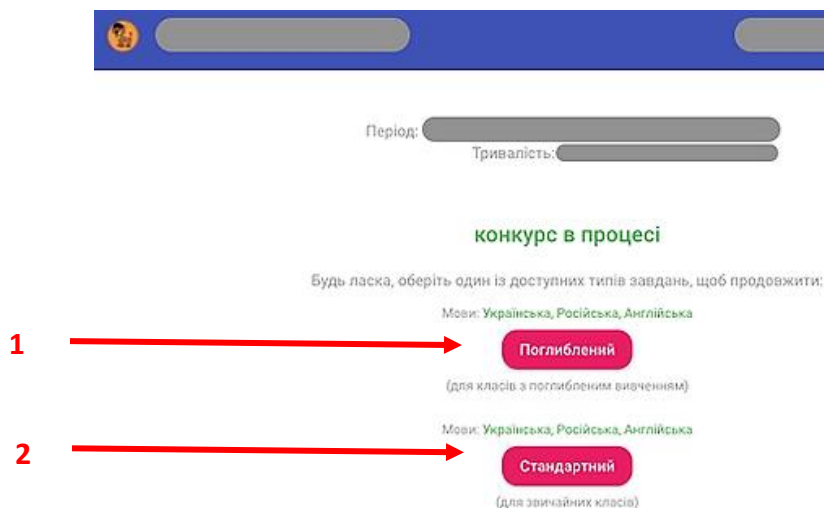 Період:
Тривалість:
конкурс в процесі
Будь ласка, оберіть один із доступних типів завдань, щоб продовжити:
Мови: Українська, Російська, Англійська
1
Поглиблений
(для класів з поглибленим вивченням)
Мови: Українська, Російська, Англійська
2
Стандартний
(для звичайних класів)